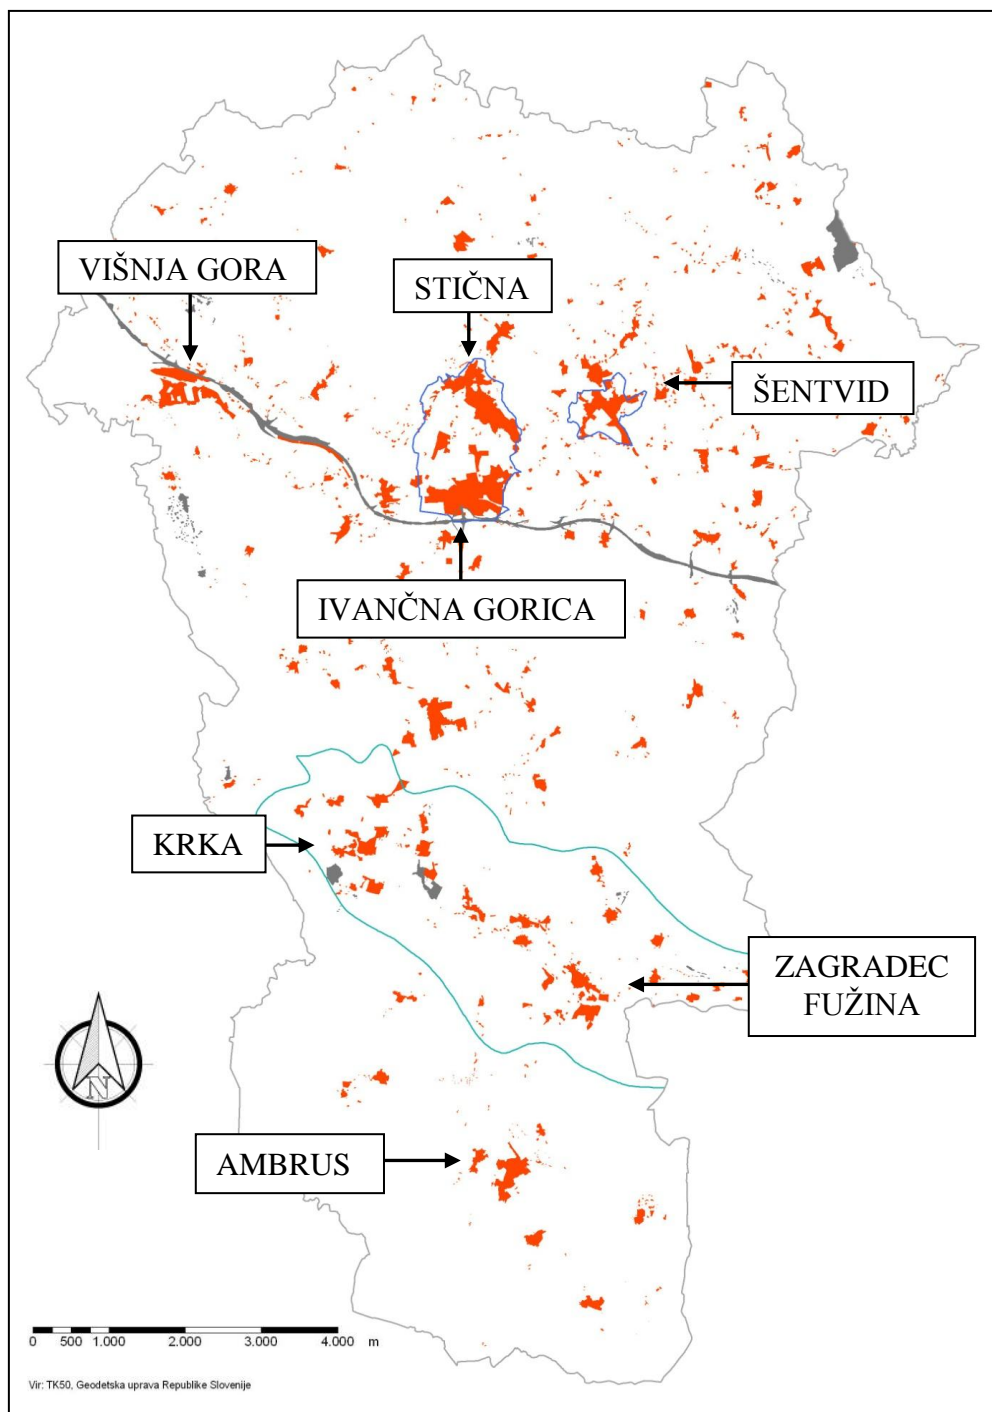 VIŠNJA GORA
STIČNA
ŠENTVID
IVANČNA GORICA
KRKA
ZAGRADEC
FUŽINA
N
AMBRUS
0 500 1.000 2.000 3.000 4.000 m
Vir: TK50, Geodetska uprava Republike Slovenije